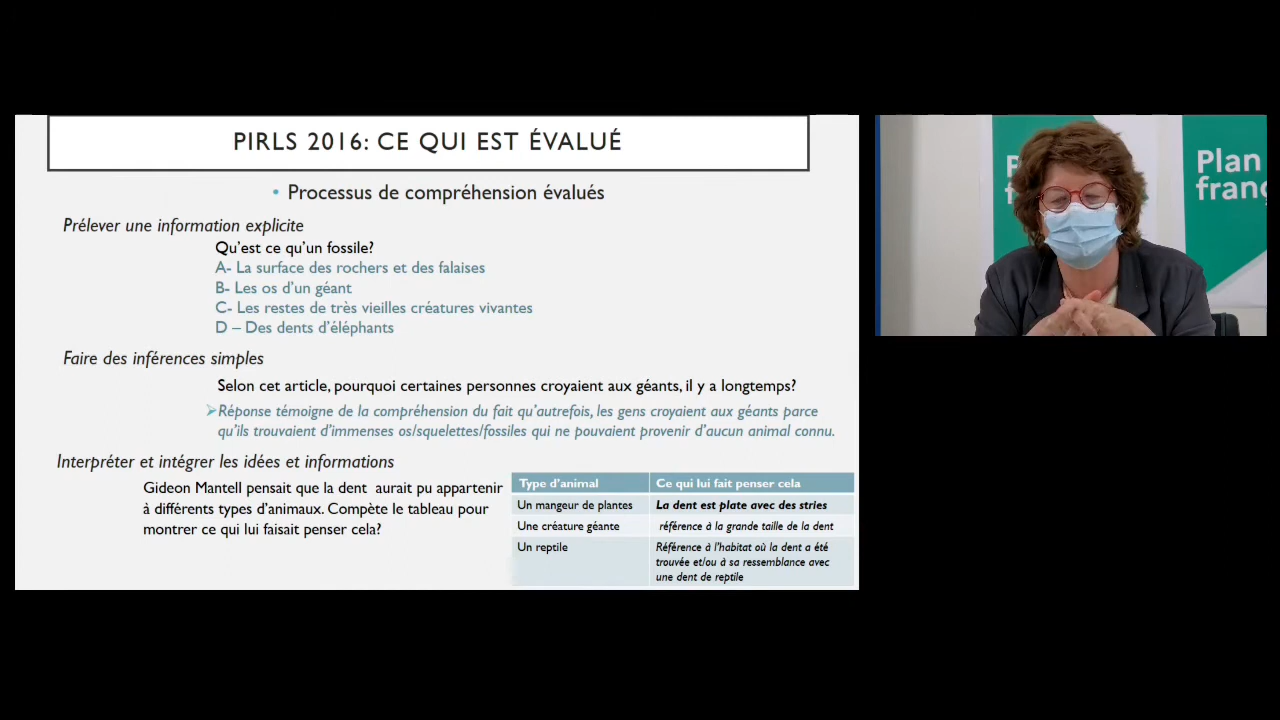 PIRLS 2016: CE QUI EST ÉVALUÉ
• Processus de compréhension évalués
Prélever une information explicite
Qu'est ce qu'un fossile?
A- La surface des rochers et des falaises
B- Les os d'un géant
C- Les restes de très vieilles créatures vivantes
D – Des dents d'éléphants
Faire des inférences simples
Selon cet article, pourquoi certaines personnes croyaient aux géants, il y a longtemps?
Réponse témoigne de la compréhension du fait qu'autrefois, les gens croyaient aux géants parce
qu'ils trouvaient d'immenses os/squelettes/fossiles qui ne pouvaient provenir d'aucun animal connu.
Interpréter et intégrer les idées et informations
Gideon Mantell pensait que la dent aurait pu appartenir
à différents types d'animaux. Compète le tableau pour
montrer ce qui lui faisait penser cela?
Type d'animal Ce qui lui fait penser cela
Un mangeur de plantes La dent est plate avec des stries
Une créature géante référence à la grande taille de la dent
Un reptile Référence à l'habitat où la dent a été
trouvée et/ou à sa ressemblance avec
une dent de reptile
Plan
franç